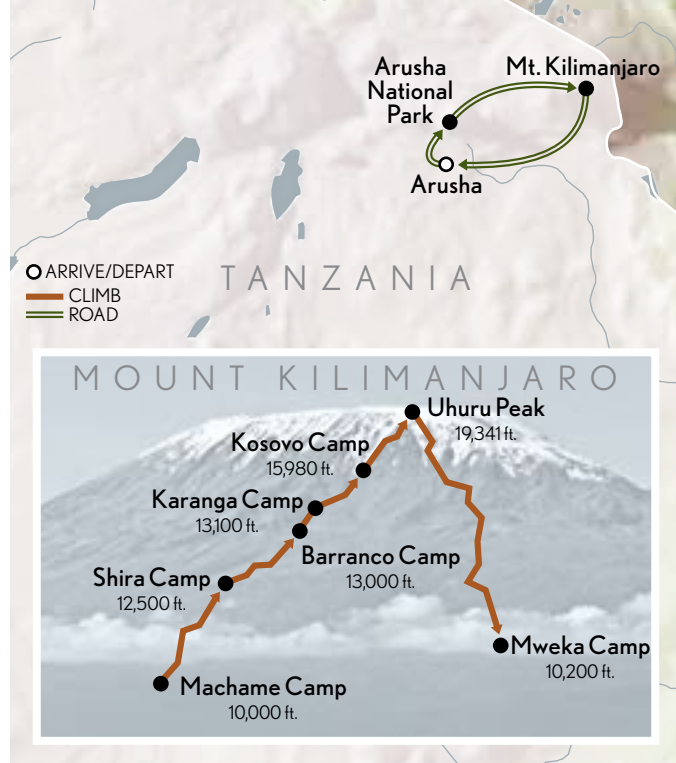 Arusha
National
Park
Mt. Kilimanjaro
Arusha
ARRIVE/DEPART
CLIMB
ROAD
TANZANIA
MOUNT KILIMANJARO
Uhuru Peak
19,341 ft.
Kosovo Camp
15,980 ft.
Karanga Camp
13,100 ft.
Barranco Camp
13,000 ft.
Shira Camp
12,500 ft.
Mweka Camp
10,200 ft.
Machame Camp
10,000 ft.